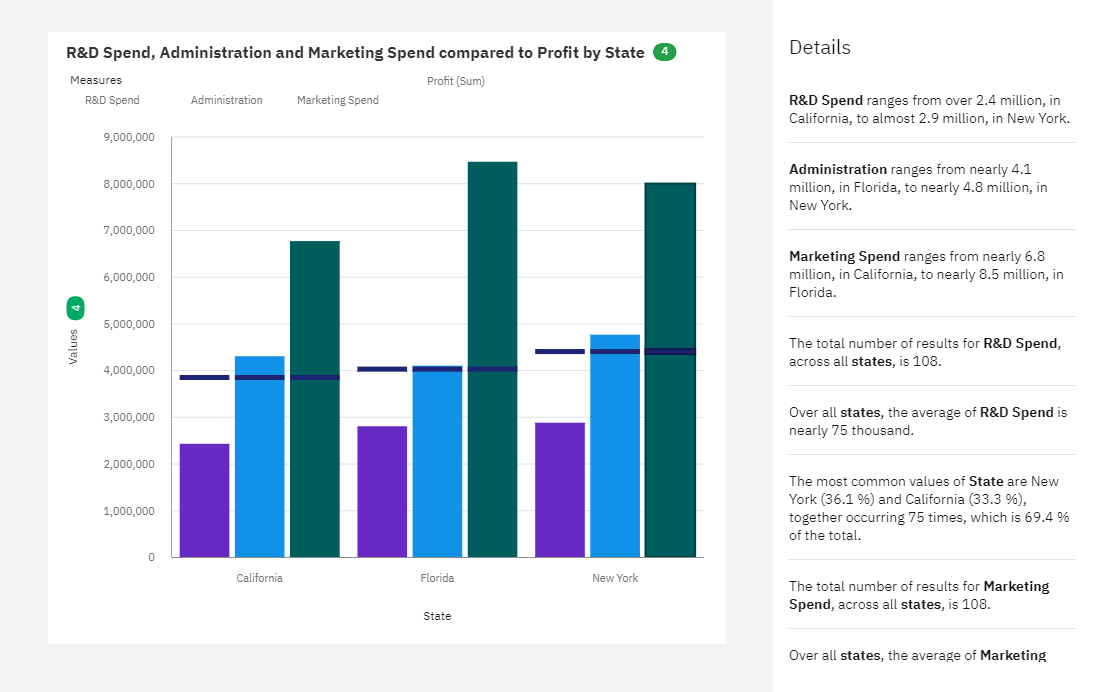 R&D Spend, Administration and Marketing Spend compared to Profit by State 4
Measures
Profit (Sum)
R&D Spend Administration Marketing Spend
9,000,000
8,000,000
7,000,000
6,000,000
5,000,000
4,000,000
3,000,000
2,000,000
1,000,000
0
Values 4
California Florida New York
State
Details
R&D Spend ranges from over 2.4 million, in
California, to almost 2.9 million, in New York.
Administration ranges from nearly 4.1
million, in Florida, to nearly 4.8 million, in
New York.
Marketing Spend ranges from nearly 6.8
million, in California, to nearly 8.5 million, in
Florida.
The total number of results for R&D Spend,
across all states, is 108.
Over all states, the average of R&D Spend is
nearly 75 thousand.
The most common values of State are New
York (36.1 %) and California (33.3 %),
together occurring 75 times, which is 69.4 %
of the total.
The total number of results for Marketing
Spend, across all states, is 108.
Over all states, the average of Marketing